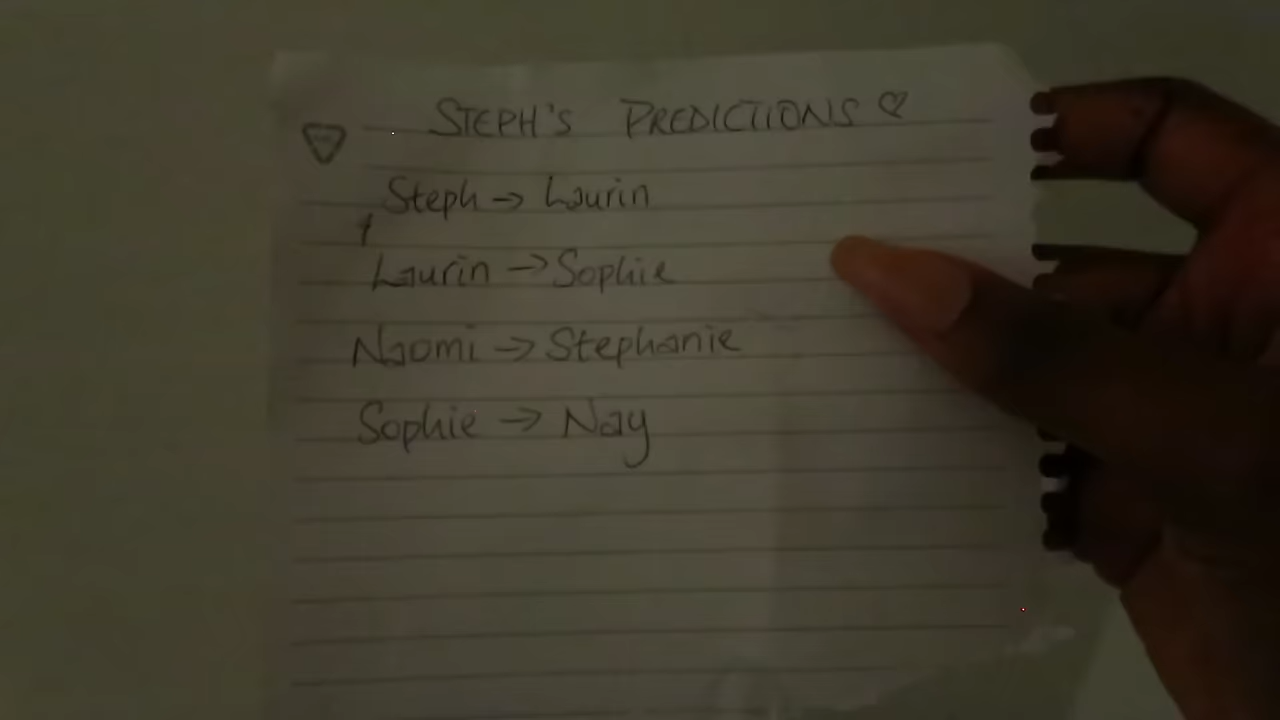 STEPH'S PREDICTIONS ♡
Steph → Laurin
Laurin → Sophie
Naomi → Stephanie
Sophie → Nay